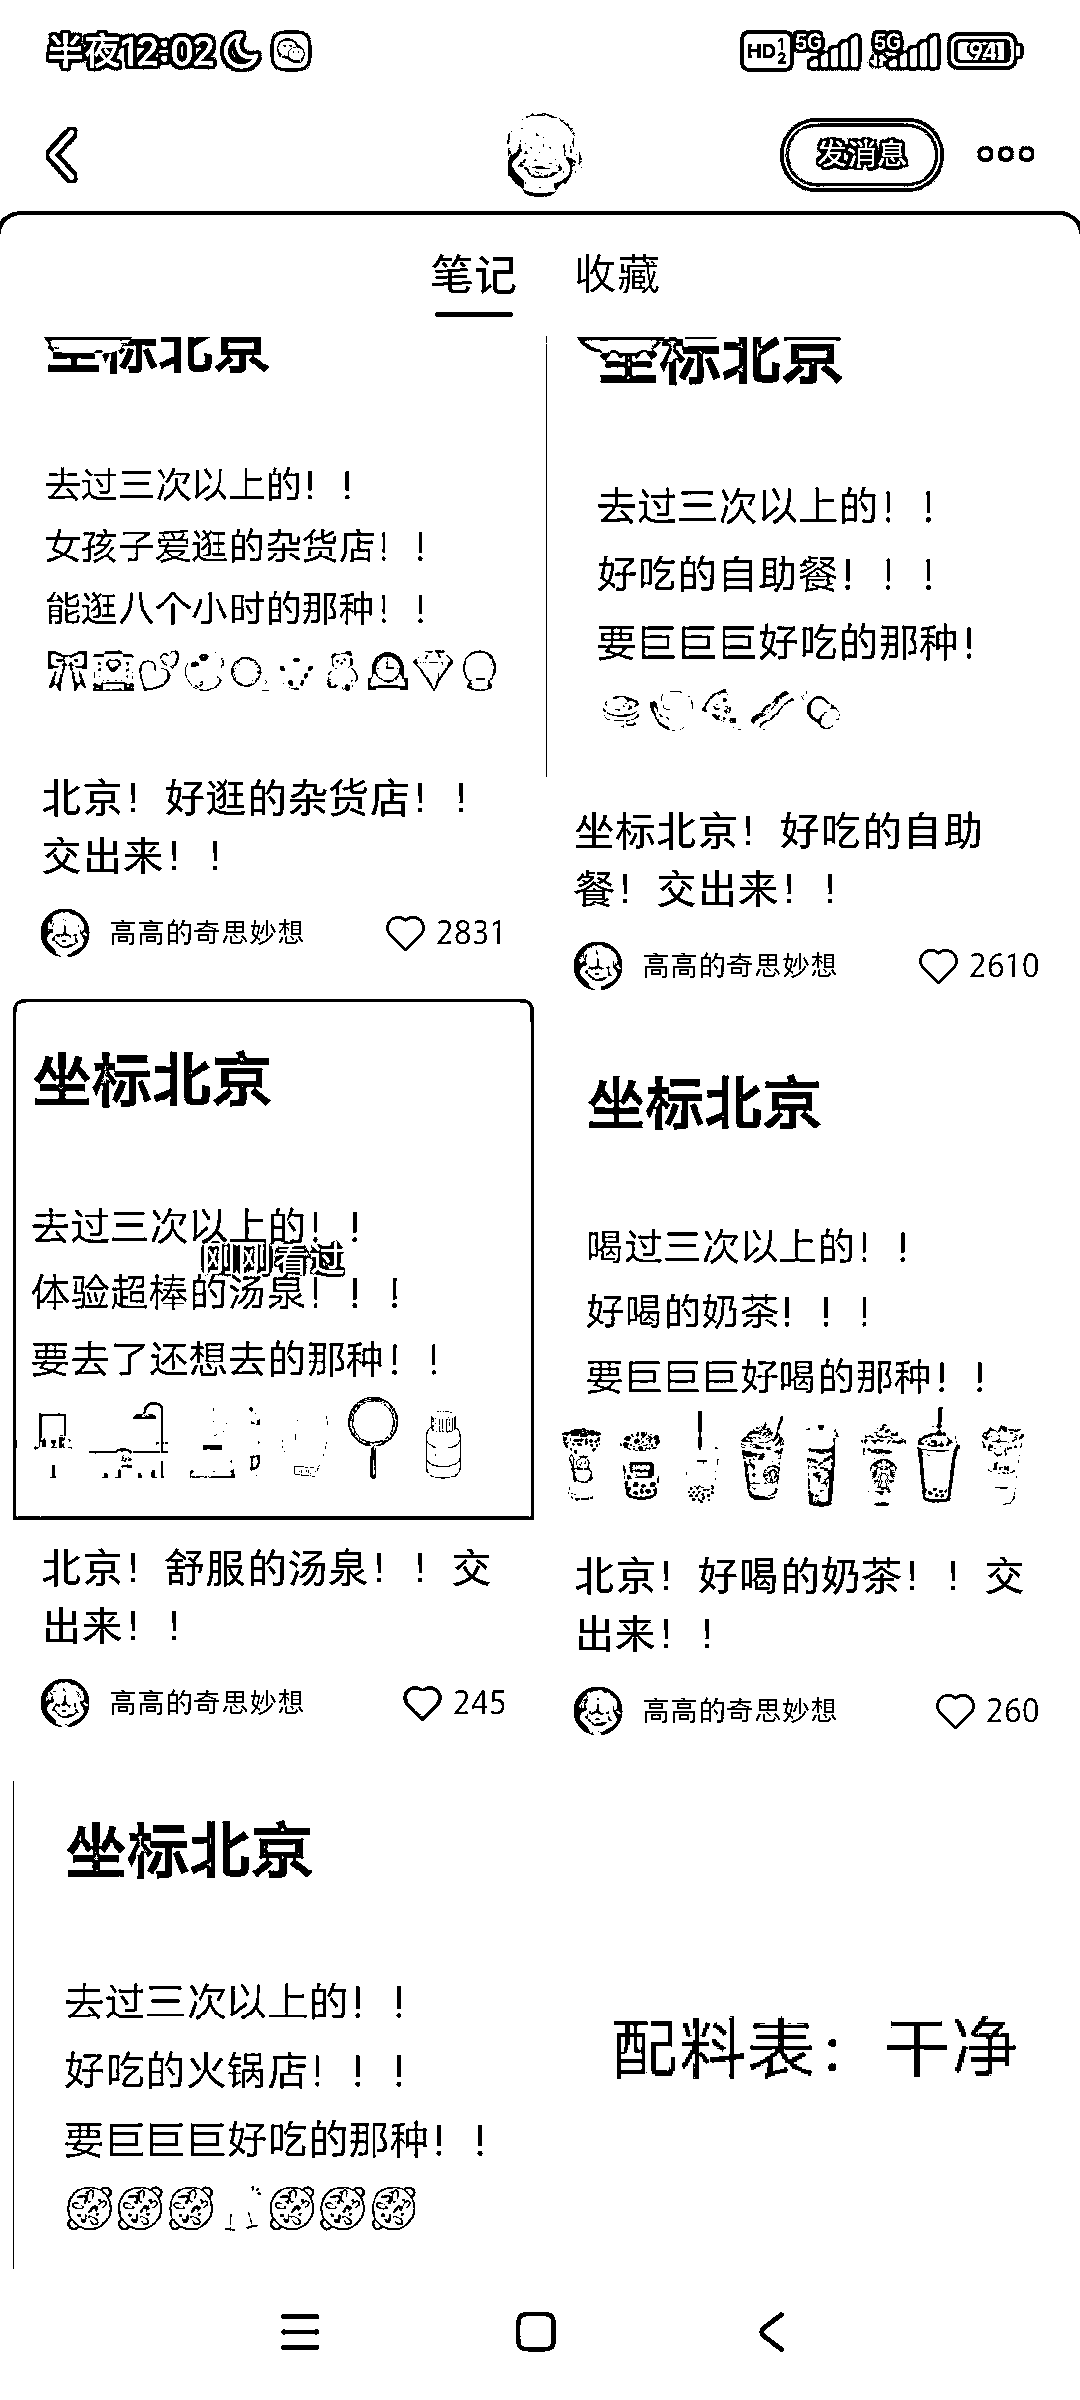 半夜12:02
HD 1 2 5G 5G 94
发消息
笔记 收藏
坐标北京
去过三次以上的！！
女孩子爱逛的杂货店！！
能逛八个小时的那种！！
北京！好逛的杂货店！！
交出来！！
高高的奇思妙想 2831
坐标北京
去过三次以上的！！
好吃的自助餐！！！
要巨巨巨好吃的那种！
坐标北京！好吃的自助
餐！交出来！！
高高的奇思妙想 2610
坐标北京
去过三次以上的！！
刚刚看过
体验超棒的汤泉！！！
要去了还想去的那种！！
北京！舒服的汤泉！！交
出来！！
高高的奇思妙想 245
坐标北京
喝过三次以上的！！
好喝的奶茶！！！
要巨巨巨好喝的那种！！
北京！好喝的奶茶！！交
出来！！
高高的奇思妙想 260
坐标北京
去过三次以上的！！
好吃的火锅店！！！
要巨巨巨好吃的那种！！
配料表：干净